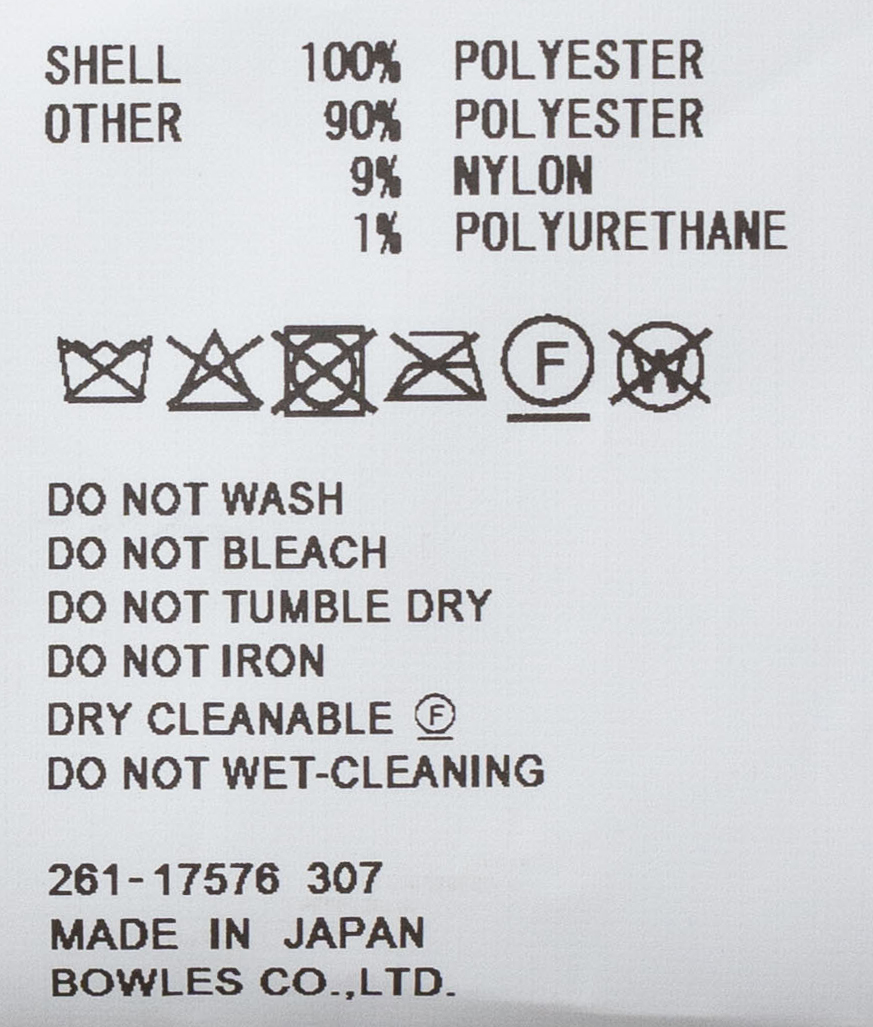 SHELL 100% POLYESTER
OTHER 90% POLYESTER
9% NYLON
1% POLYURETHANE
F W
DO NOT WASH
DO NOT BLEACH
DO NOT TUMBLE DRY
DO NOT IRON
DRY CLEANABLE Ⓕ
DO NOT WET-CLEANING
261-17576 307
MADE IN JAPAN
BOWLES CO.,LTD.